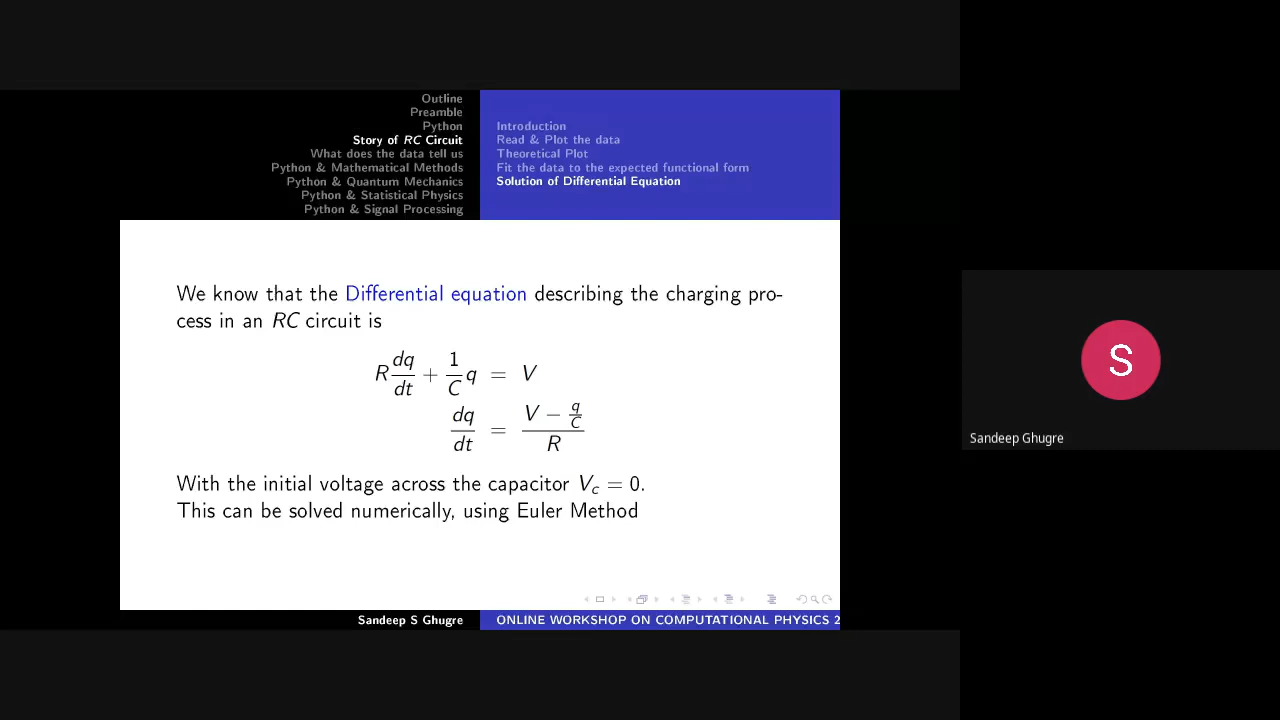 Outline
Preamble
Python
Story of RC Circuit
What does the data tell us
Python & Mathematical Methods
Python & Quantum Mechanics
Python & Statistical Physics
Python & Signal Processing
Introduction
Read & Plot the data
Theoretical Plot
Fit the data to the expected functional form
Solution of Differential Equation
We know that the Differential equation describing the charging pro-
cess in an RC circuit is
R dq/dt + 1/C q = V
dq/dt = (V − q/C)/R
With the initial voltage across the capacitor V_c = 0.
This can be solved numerically, using Euler Method
Sandeep S Ghugre
ONLINE WORKSHOP ON COMPUTATIONAL PHYSICS 2
S
Sandeep Ghugre